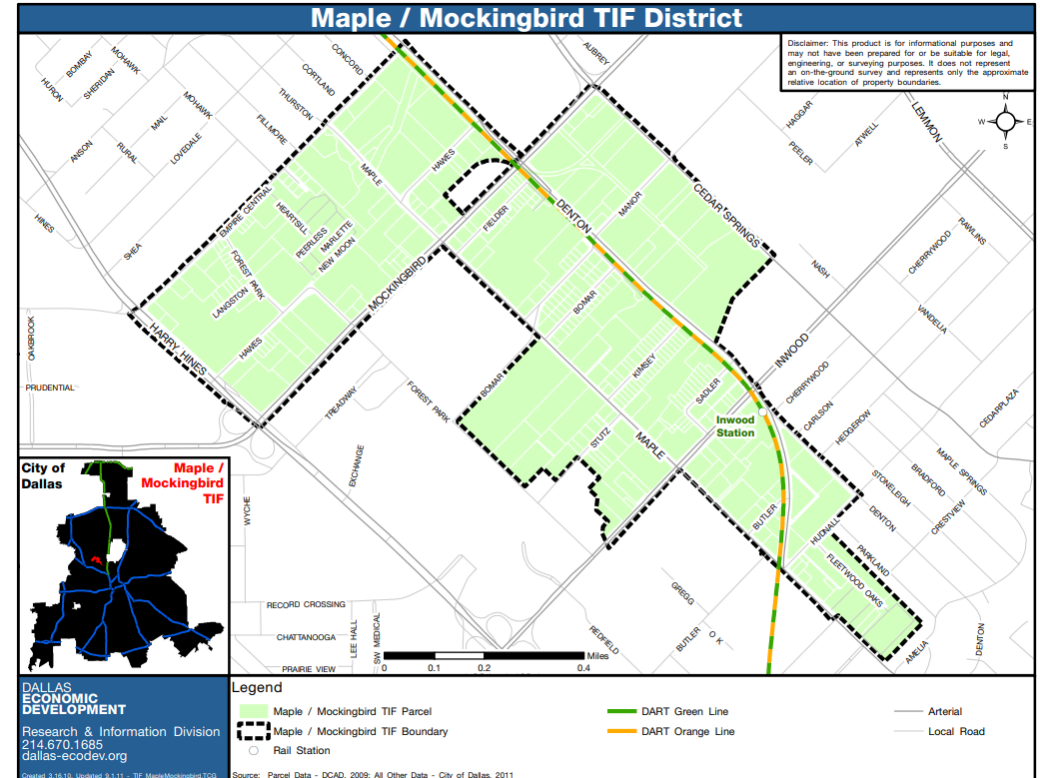 Maple / Mockingbird TIF District
Disclaimer: This product is for informational purposes and
may not have been prepared for or be suitable for legal,
engineering, or surveying purposes. It does not represent
an on-the-ground survey and represents only the approximate
relative location of property boundaries.
N
W
E
S
CONCORD
AUBREY
MOHAWK
BOMBAY
CORTLAND
SHERIDAN
HURON
THURSTON
MOHAWK
LEMMON
HAGGAR
MAIL
FILLMORE
ATWELL
ANSON
RURAL
LOVEDALE
PEELER
HAWES
MAPLE
EMPIRE CENTRAL
CEDAR SPRINGS
MANOR
DENTON
FIELDER
HINES
HEARTSILL
PEERLESS
MARLETTE
NEW MOON
RAWLINS
CHERRYWOOD
SHEA
FOREST PARK
MOCKINGBIRD
NASH
LANGSTON
BOMAR
VANDELIA
OAKBROOK
HARRY HINES
HAWES
INWOOD
KIMSEY
CHERRYWOOD
PRUDENTIAL
BOMAR
SADLER
TREADWAY
FOREST PARK
CARLSON
CEDARPLAZA
HEDGEROW
Inwood
Station
STUTZ
MAPLE
MAPLE SPRINGS
EXCHANGE
STONELEIGH
BRADFORD
City of
Dallas
Maple /
Mockingbird
TIF
WYCHE
BUTLER
DENTON
CRESTVIEW
HUDNALL
PARKLAND
FLEETWOOD OAKS
GREGG
RECORD CROSSING
LEE HALL
SW MEDICAL
REDFIELD
BUTLER
O K
CHATTANOOGA
AMELIA
DENTON
PRAIRIE VIEW
Miles
0 0.1 0.2 0.4
DALLAS
ECONOMIC
DEVELOPMENT
Research & Information Division
214.670.1685
dallas-ecodev.org
Created 3.16.10, Updated 9.1.11 - TIF_MapleMockingbird.TCG
Legend
Maple / Mockingbird TIF Parcel
Maple / Mockingbird TIF Boundary
Rail Station
DART Green Line
DART Orange Line
Arterial
Local Road
Source: Parcel Data - DCAD, 2009; All Other Data - City of Dallas, 2011